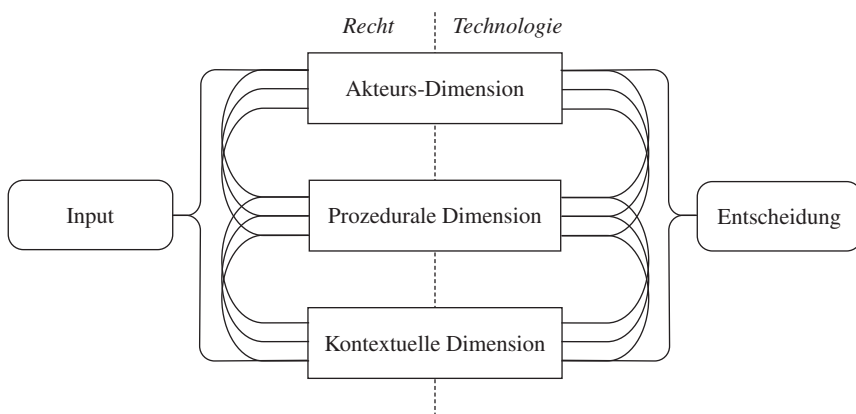 Recht
Technologie
Akteurs-Dimension
Input
Prozedurale Dimension
Entscheidung
Kontextuelle Dimension